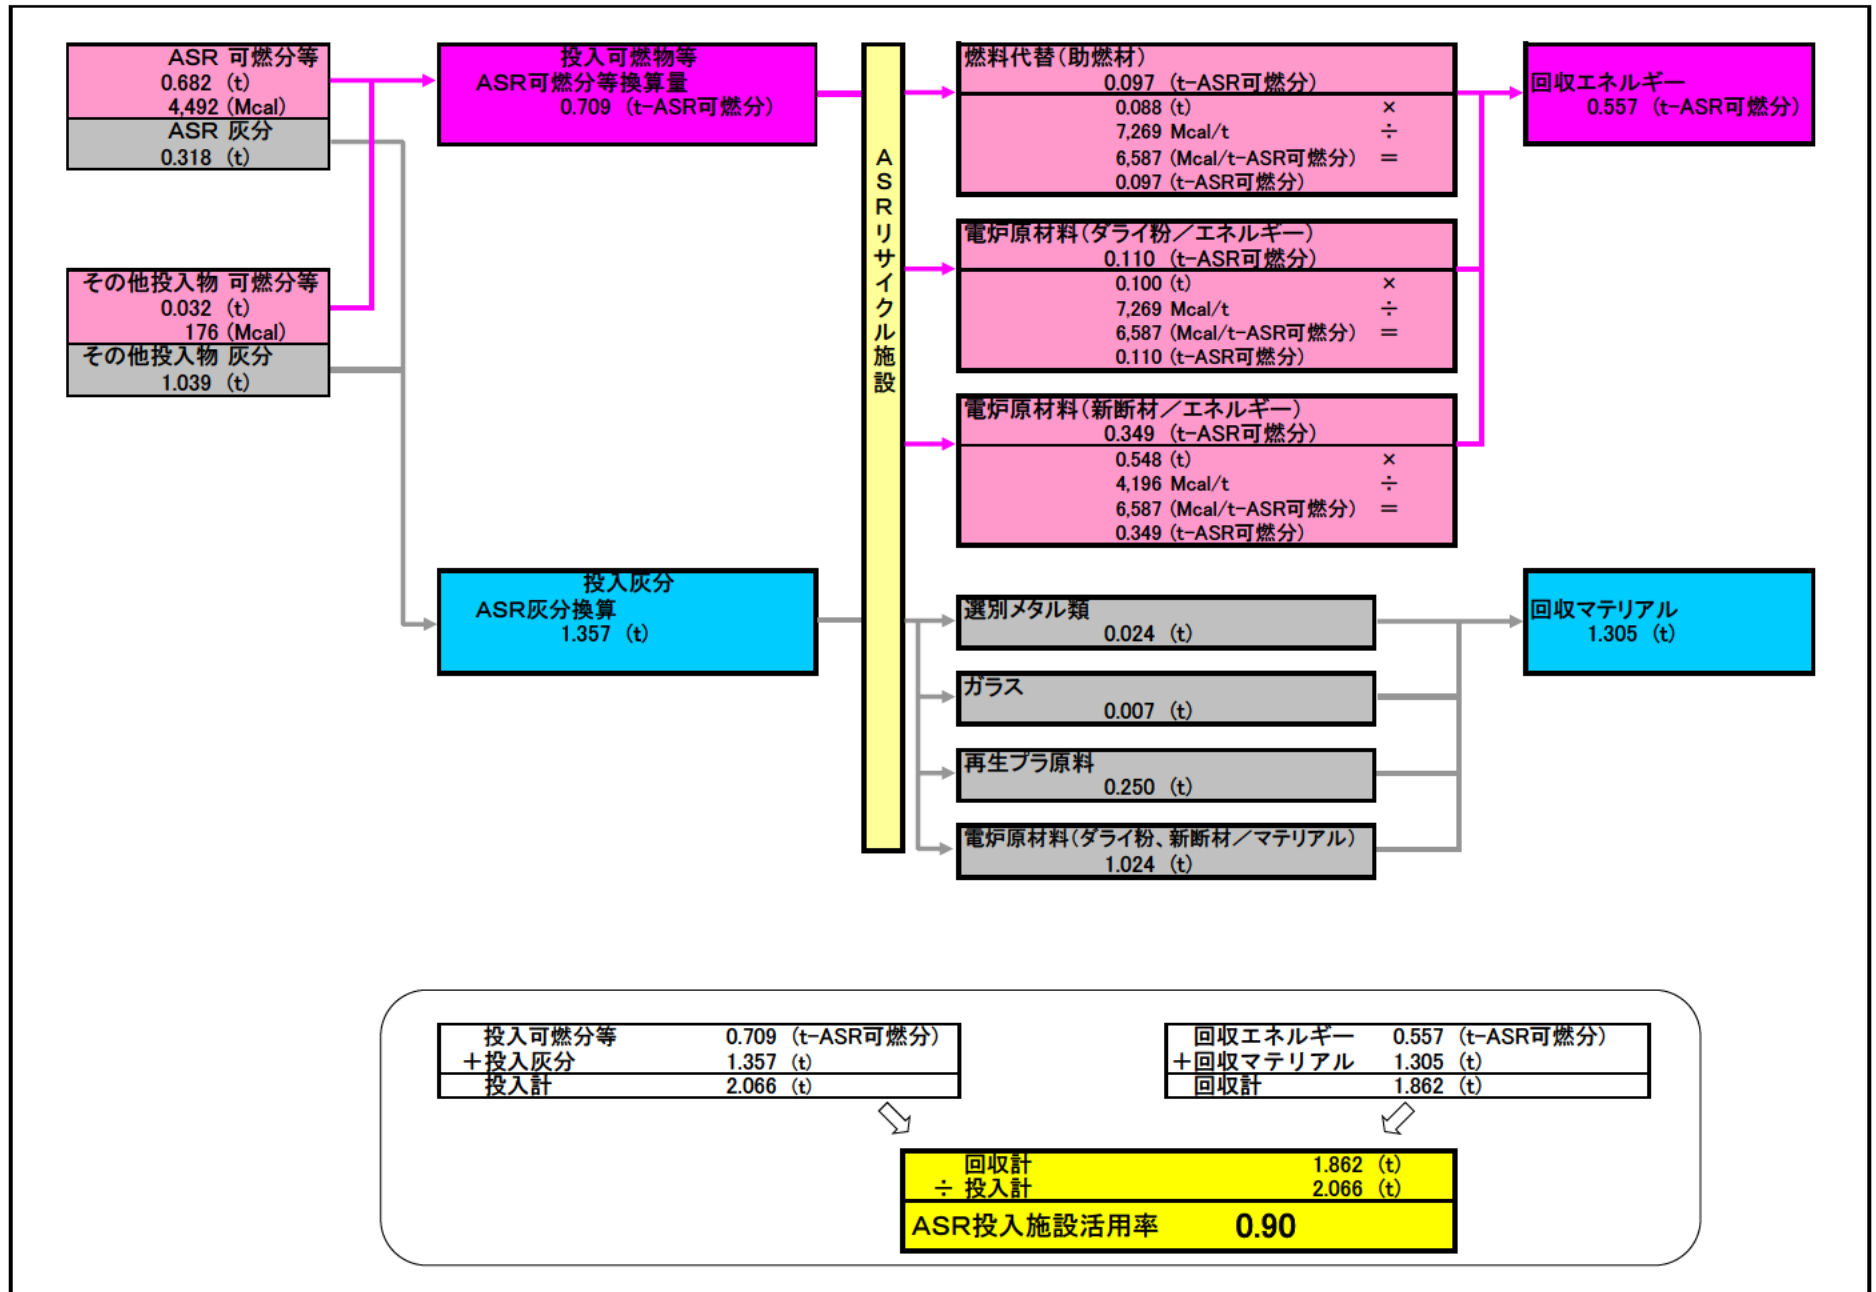 ASR 可燃分等
0.682 (t)
4,492 (Mcal)
ASR 灰分
0.318 (t)
その他投入物 可燃分等
0.032 (t)
176 (Mcal)
その他投入物 灰分
1.039 (t)
投入可燃物等
ASR可燃分等換算量
0.709 (t-ASR可燃分)
投入灰分
ASR灰分換算
1.357 (t)
ASRリサイクル施設
燃料代替(助燃材)
0.097 (t-ASR可燃分)
0.088 (t) ×
7,269 Mcal/t ÷
6,587 (Mcal/t-ASR可燃分) =
0.097 (t-ASR可燃分)
電炉原材料(ダライ粉/エネルギー)
0.110 (t-ASR可燃分)
0.100 (t) ×
7,269 Mcal/t ÷
6,587 (Mcal/t-ASR可燃分) =
0.110 (t-ASR可燃分)
電炉原材料(新断材/エネルギー)
0.349 (t-ASR可燃分)
0.548 (t) ×
4,196 Mcal/t ÷
6,587 (Mcal/t-ASR可燃分) =
0.349 (t-ASR可燃分)
選別メタル類
0.024 (t)
ガラス
0.007 (t)
再生プラ原料
0.250 (t)
電炉原材料(ダライ粉、新断材/マテリアル)
1.024 (t)
回収エネルギー
0.557 (t-ASR可燃分)
回収マテリアル
1.305 (t)
投入可燃分等 0.709 (t-ASR可燃分)
+投入灰分 1.357 (t)
投入計 2.066 (t)
回収エネルギー 0.557 (t-ASR可燃分)
+回収マテリアル 1.305 (t)
回収計 1.862 (t)
回収計 1.862 (t)
÷ 投入計 2.066 (t)
ASR投入施設活用率 0.90